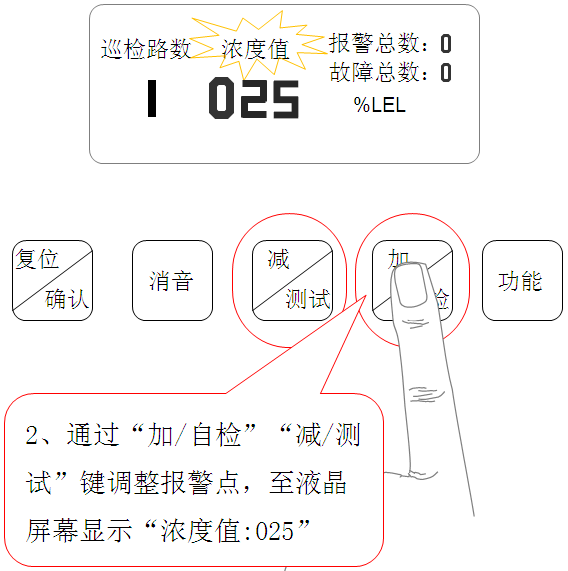 巡检路数 浓度值 报警总数：0
故障总数：0
1 025 %LEL
复位
确认
消音
减
测试
加
检
功能
2、通过“加/自检”“减/测
试”键调整报警点，至液晶
屏幕显示“浓度值:025”